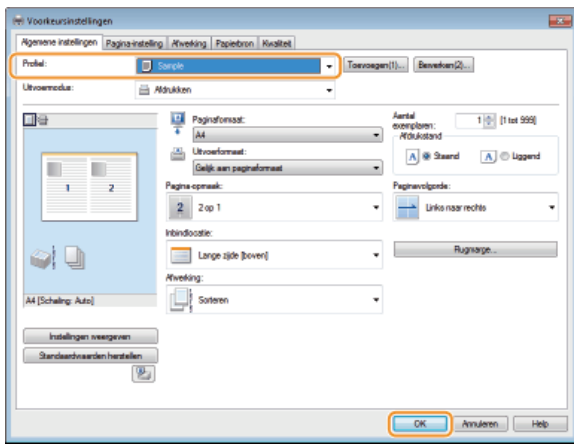 Voorkeursinstellingen
Algemene instellingen Pagina-instelling Afwerking Papierbron Kwaliteit
Profiel: Sample Toevoegen(1)... Bewerken(2)...
Uitvoermodus: Afdrukken
Paginaformaat: Aantal exemplaren: 1 [1 tot 999]
A4 Afdrukstand
Uitvoerformaat: A Staand A Liggend
Gelijk aan paginaformaat
Pagina-opmaak: Paginavolgorde:
1 2 2 2 op 1 Links naar rechts
Inbindlocatie:
Lange zijde [boven] Rugmarge...
Afwerking:
A4 [Schaling: Auto] Sorteren
Instellingen weergeven
Standaardwaarden herstellen
OK Annuleren Help